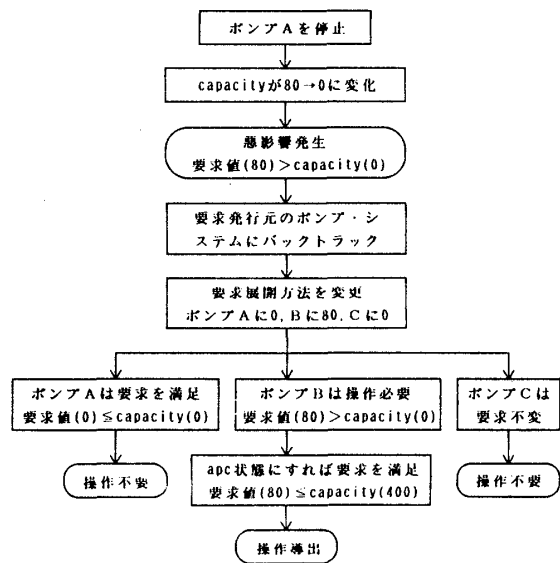 ポンプAを停止
capacityが80→0に変化
悪影響発生
要求値(80)>capacity(0)
要求発行元のポンプ・シ
ステムにバックトラック
要求展開方法を変更
ポンプAに0,Bに80,Cに0
ポンプAは要求を満足
要求値(0)≦capacity(0)
操作不要
ポンプBは操作必要
要求値(80)>capacity(0)
apc状態にすれば要求を満足
要求値(80)≦capacity(400)
操作導出
ポンプCは
要求不変
操作不要